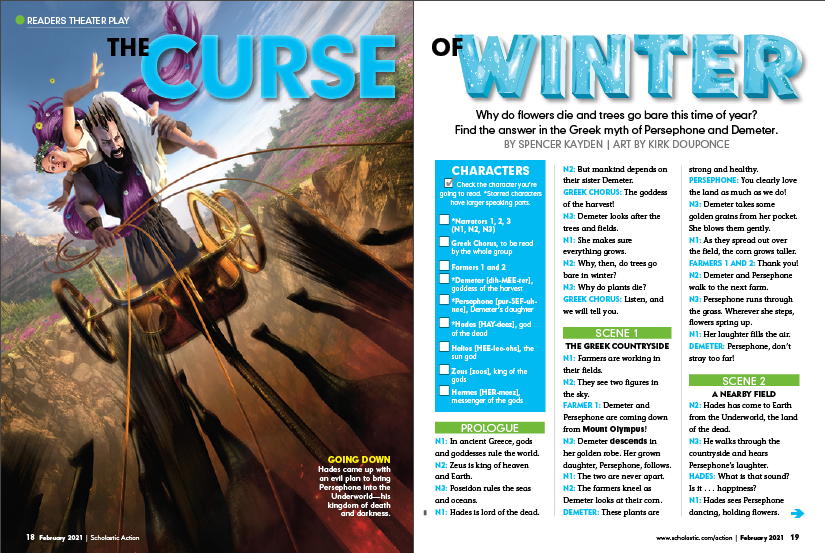 READERS THEATER PLAY
THE CURSE
OF WINTER
Why do flowers die and trees go bare this time of year?
Find the answer in the Greek myth of Persephone and Demeter.
BY SPENCER KAYDEN | ART BY KIRK DOUPONCE
GOING DOWN
Hades came up with
an evil plan to bring
Persephone into the
Underworld—his
kingdom of death
and darkness.
18 February 2021 | Scholastic Action
CHARACTERS
Check the character you're
going to read. *Starred characters
have larger speaking parts.
*Narrators 1, 2, 3
(N1, N2, N3)
Greek Chorus, to be read
by the whole group
Farmers 1 and 2
*Demeter [dih-MEE-ter],
goddess of the harvest
*Persephone [pur-SEF-uh-
nee], Demeter's daughter
*Hades [HAY-deez], god
of the dead
Helios [HEE-lee-ohs], the
sun god
Zeus [zoos], king of the
gods
Hermes [HER-meez],
messenger of the gods
PROLOGUE
N1: In ancient Greece, gods
and goddesses rule the world.
N2: Zeus is king of heaven
and Earth.
N3: Poseidon rules the seas
and oceans.
N1: Hades is lord of the dead.
N2: But mankind depends on
their sister Demeter.
GREEK CHORUS: The goddess
of the harvest!
N3: Demeter looks after the
trees and fields.
N1: She makes sure
everything grows.
N2: Why, then, do trees go
bare in winter?
N3: Why do plants die?
GREEK CHORUS: Listen, and
we will tell you.
SCENE 1
THE GREEK COUNTRYSIDE
N1: Farmers are working in
their fields.
N2: They see two figures in
the sky.
FARMER 1: Demeter and
Persephone are coming down
from Mount Olympus!
N3: Demeter descends in
her golden robe. Her grown
daughter, Persephone, follows.
N1: The two are never apart.
N2: The farmers kneel as
Demeter looks at their corn.
DEMETER: These plants are
strong and healthy.
PERSEPHONE: You clearly love
the land as much as we do!
N3: Demeter takes some
golden grains from her pocket.
She blows them gently.
N1: As they spread out over
the field, the corn grows taller.
FARMERS 1 AND 2: Thank you!
N2: Demeter and Persephone
walk to the next farm.
N3: Persephone runs through
the grass. Wherever she steps,
flowers spring up.
N1: Her laughter fills the air.
DEMETER: Persephone, don't
stray too far!
SCENE 2
A NEARBY FIELD
N2: Hades has come to Earth
from the Underworld, the land
of the dead.
N3: He walks through the
countryside and hears
Persephone's laughter.
HADES: What is that sound?
Is it . . . happiness?
N1: Hades sees Persephone
dancing, holding flowers.
www.scholastic.com/action | February 2021 19